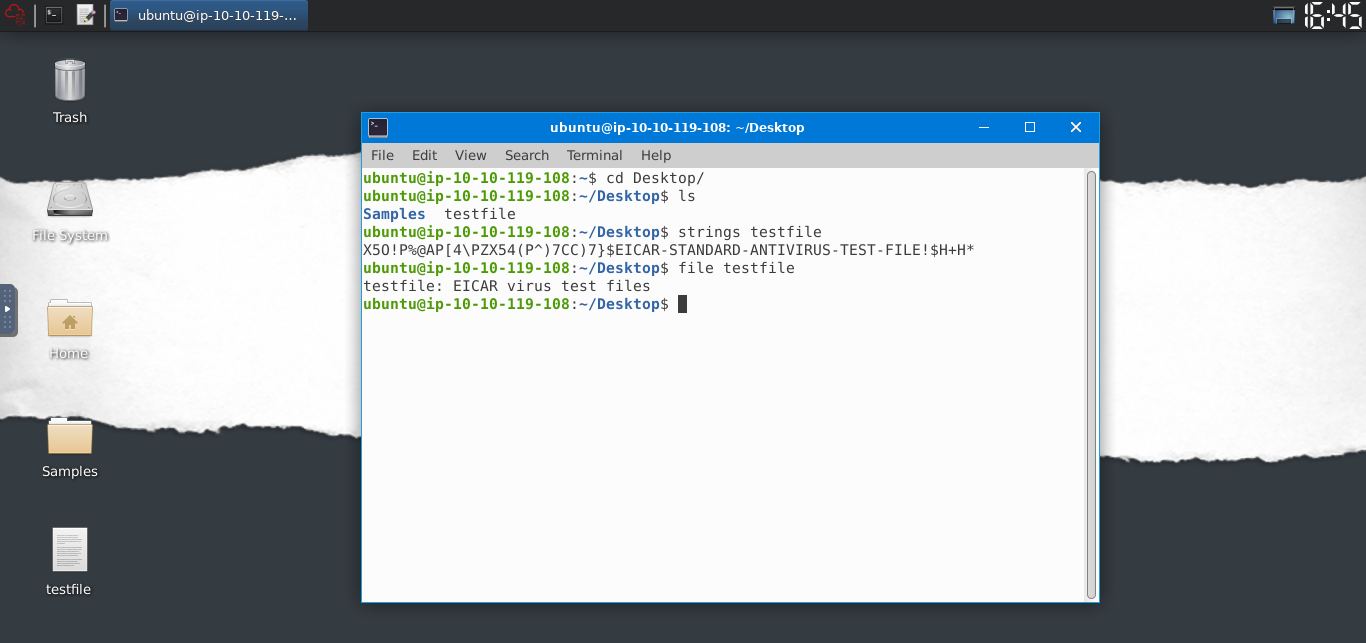 ubuntu@ip-10-10-119-...
16:45
Trash
File System
Home
Samples
testfile
ubuntu@ip-10-10-119-108: ~/Desktop
File Edit View Search Terminal Help
ubuntu@ip-10-10-119-108:~$ cd Desktop/
ubuntu@ip-10-10-119-108:~/Desktop$ ls
Samples  testfile
ubuntu@ip-10-10-119-108:~/Desktop$ strings testfile
X5O!P%@AP[4\PZX54(P^)7CC)7}$EICAR-STANDARD-ANTIVIRUS-TEST-FILE!$H+H*
ubuntu@ip-10-10-119-108:~/Desktop$ file testfile
testfile: EICAR virus test files
ubuntu@ip-10-10-119-108:~/Desktop$